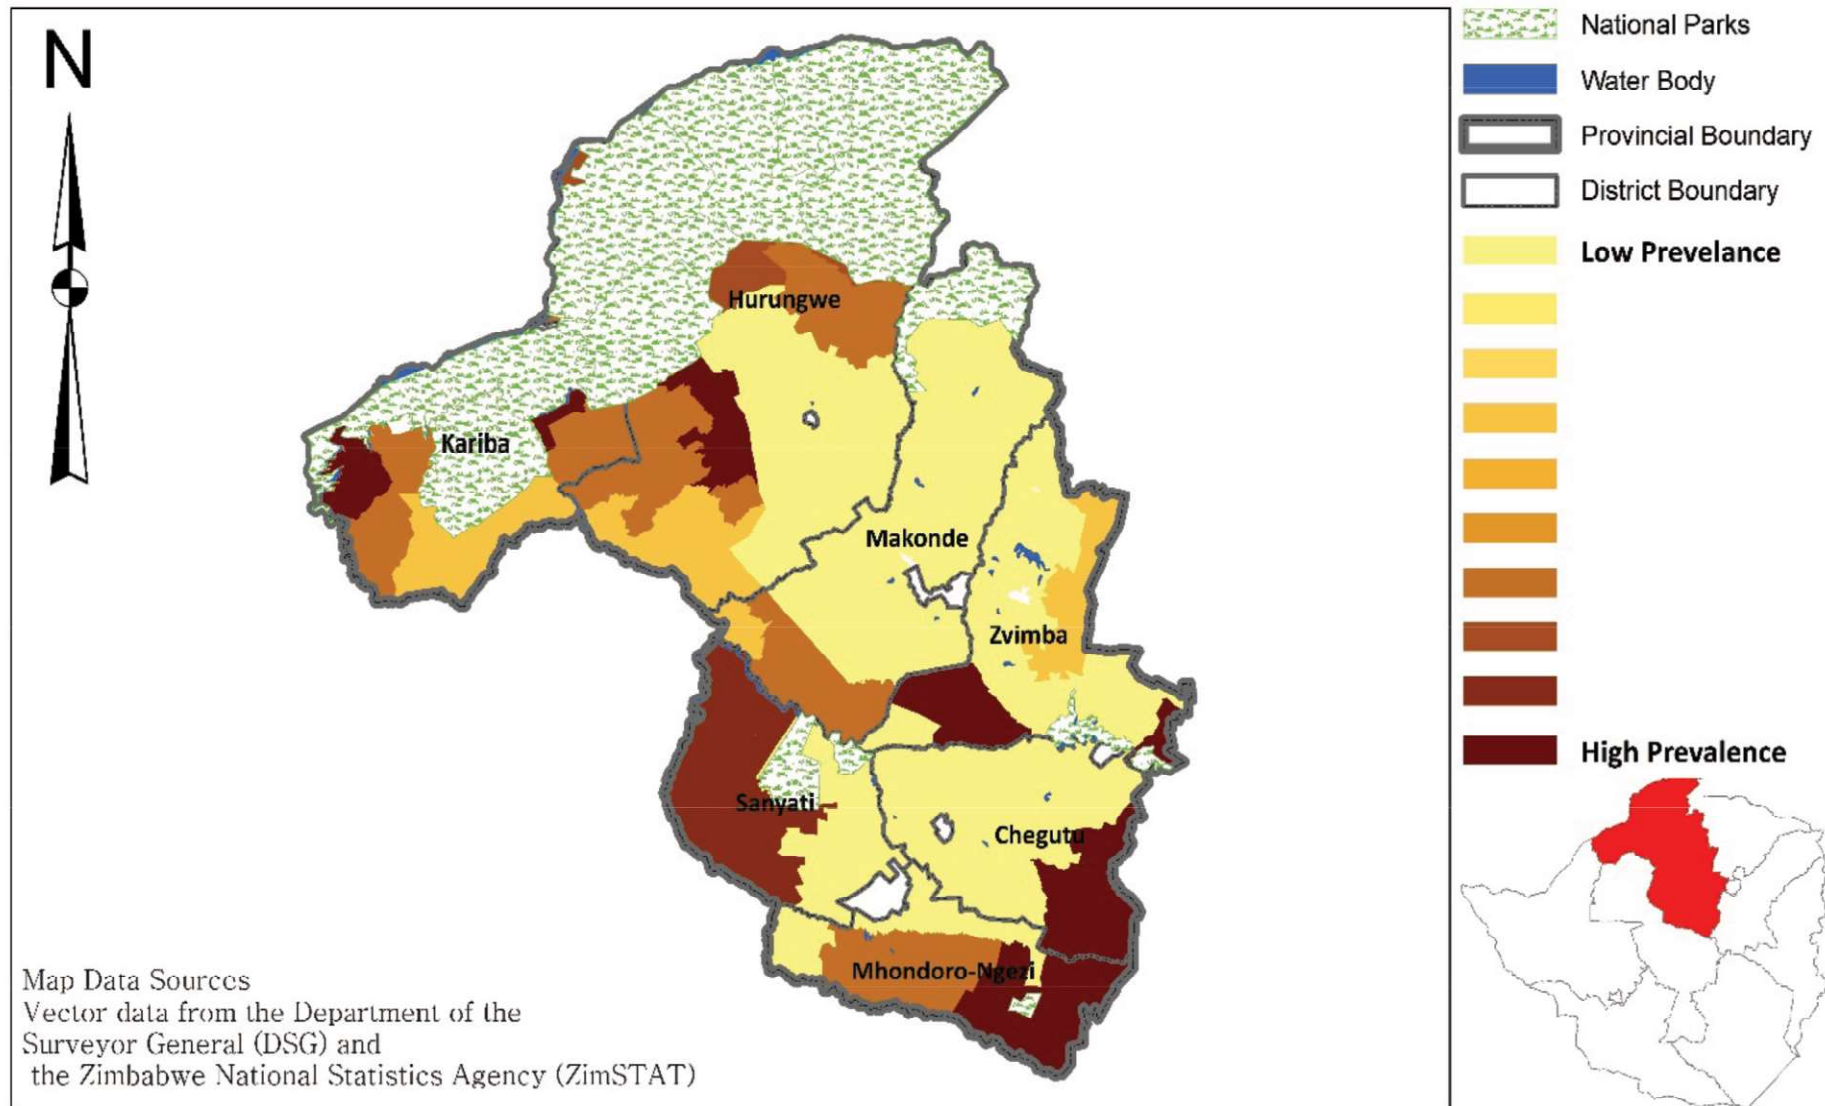 N
National Parks
Water Body
Provincial Boundary
District Boundary
Low Prevelance
High Prevalence
Hurungwe
Kariba
Makonde
Zvimba
Sanyati
Chegutu
Mhondoro-Ngezi
Map Data Sources
Vector data from the Department of the
Surveyor General (DSG) and
the Zimbabwe National Statistics Agency (ZimSTAT)